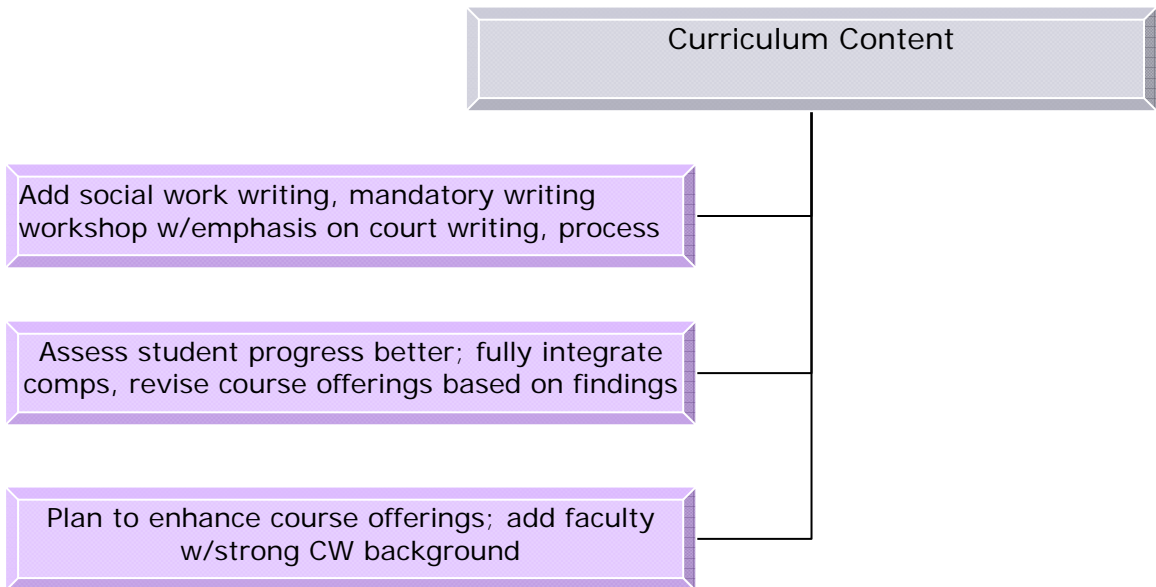 Curriculum Content
Add social work writing, mandatory writing
workshop w/emphasis on court writing, process
Assess student progress better; fully integrate
comps, revise course offerings based on findings
Plan to enhance course offerings; add faculty
w/strong CW background